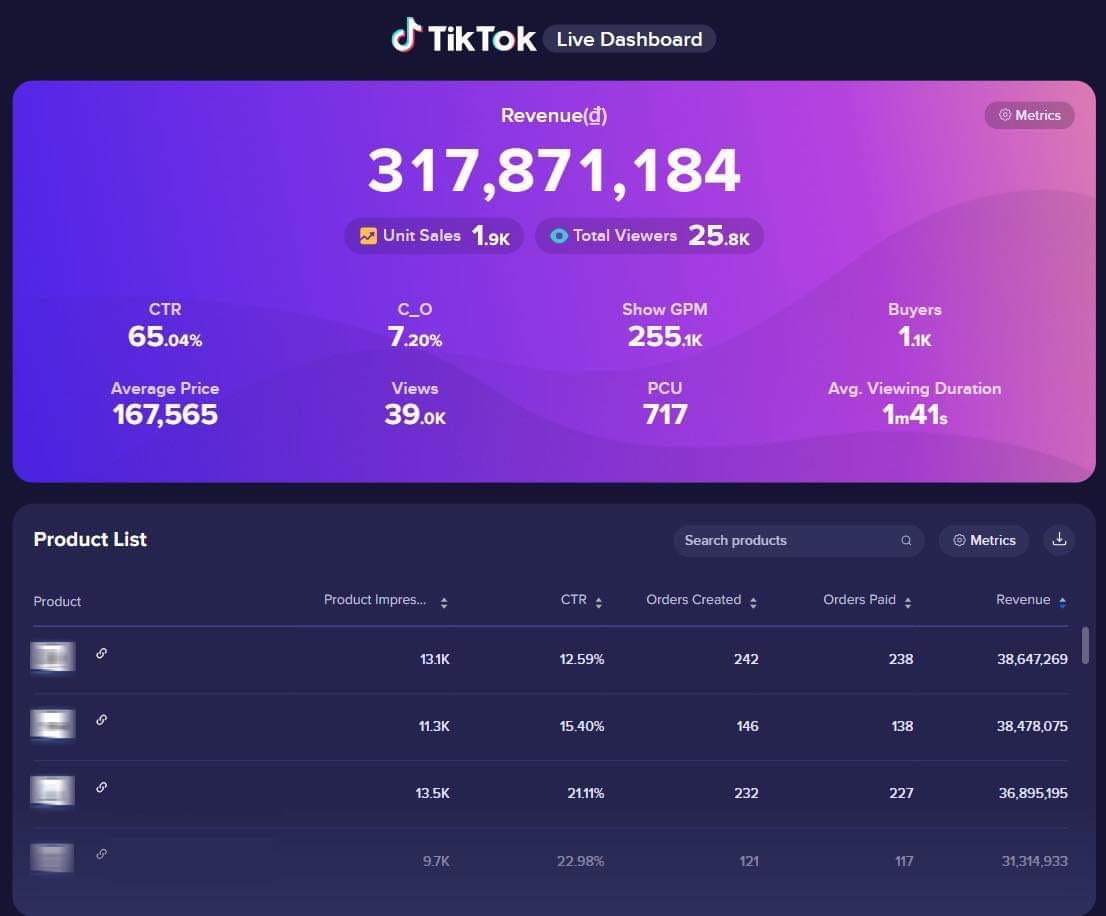 TikTok Live Dashboard
Revenue(₫)
Metrics
317,871,184
Unit Sales 1.9K Total Viewers 25.8K
CTR C_O Show GPM Buyers
65.04% 7.20% 255.1K 1.1K
Average Price Views PCU Avg. Viewing Duration
167,565 39.0K 717 1m41s
Product List Search products Metrics
Product Product Impres... CTR Orders Created Orders Paid Revenue
13.1K 12.59% 242 238 38,647,269
11.3K 15.40% 146 138 38,478,075
13.5K 21.11% 232 227 36,895,195
9.7K 22.98% 121 117 31,314,933